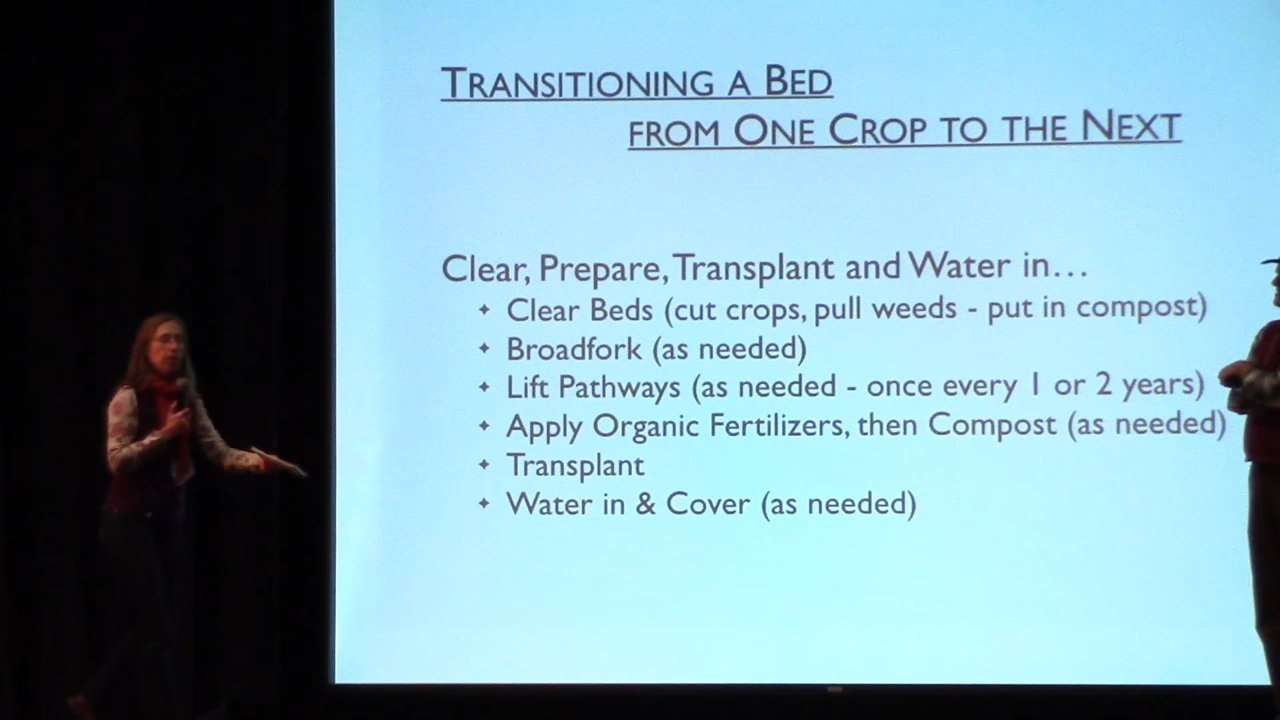 TRANSITIONING A BED
FROM ONE CROP TO THE NEXT
Clear, Prepare, Transplant and Water in…
✦ Clear Beds (cut crops, pull weeds - put in compost)
✦ Broadfork (as needed)
✦ Lift Pathways (as needed - once every 1 or 2 years)
✦ Apply Organic Fertilizers, then Compost (as needed)
✦ Transplant
✦ Water in & Cover (as needed)